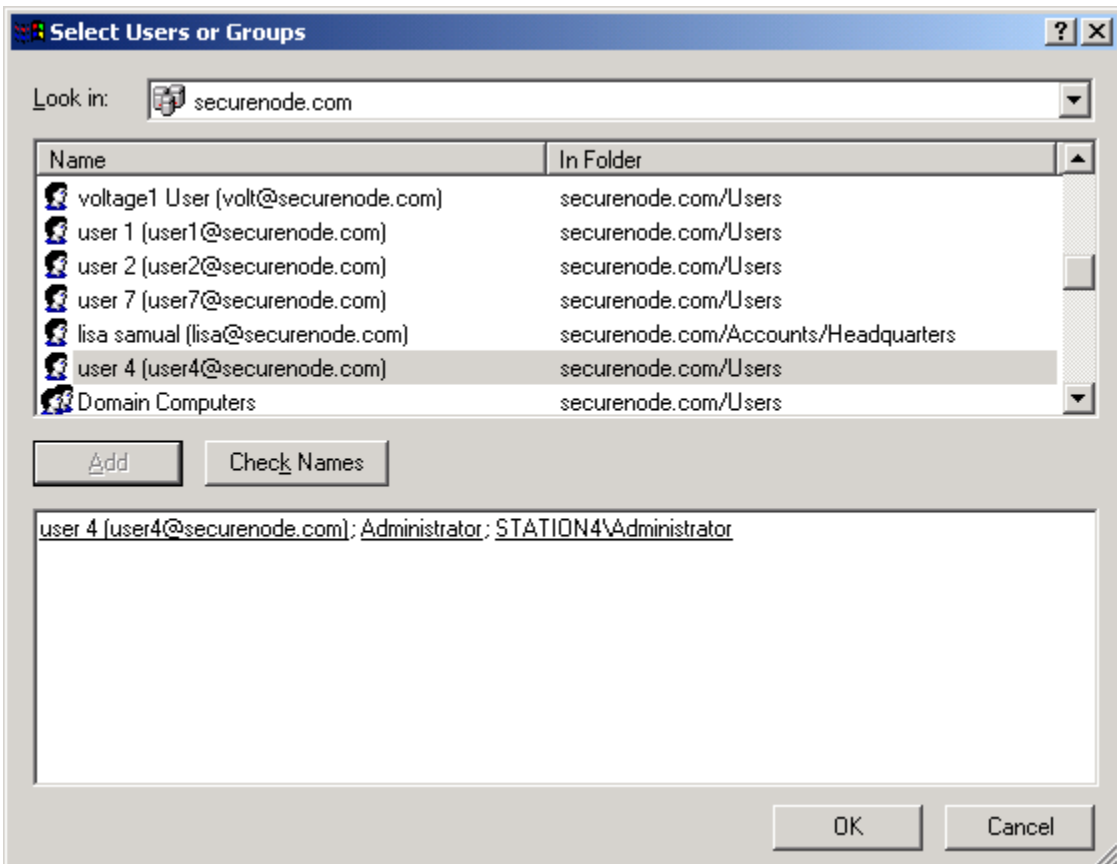 Select Users or Groups
Look in: securenode.com
Name In Folder
voltage1 User (volt@securenode.com) securenode.com/Users
user 1 (user1@securenode.com) securenode.com/Users
user 2 (user2@securenode.com) securenode.com/Users
user 7 (user7@securenode.com) securenode.com/Users
lisa samual (lisa@securenode.com) securenode.com/Accounts/Headquarters
user 4 (user4@securenode.com) securenode.com/Users
Domain Computers securenode.com/Users
Add Check Names
user 4 (user4@securenode.com); Administrator; STATION4\Administrator
OK Cancel